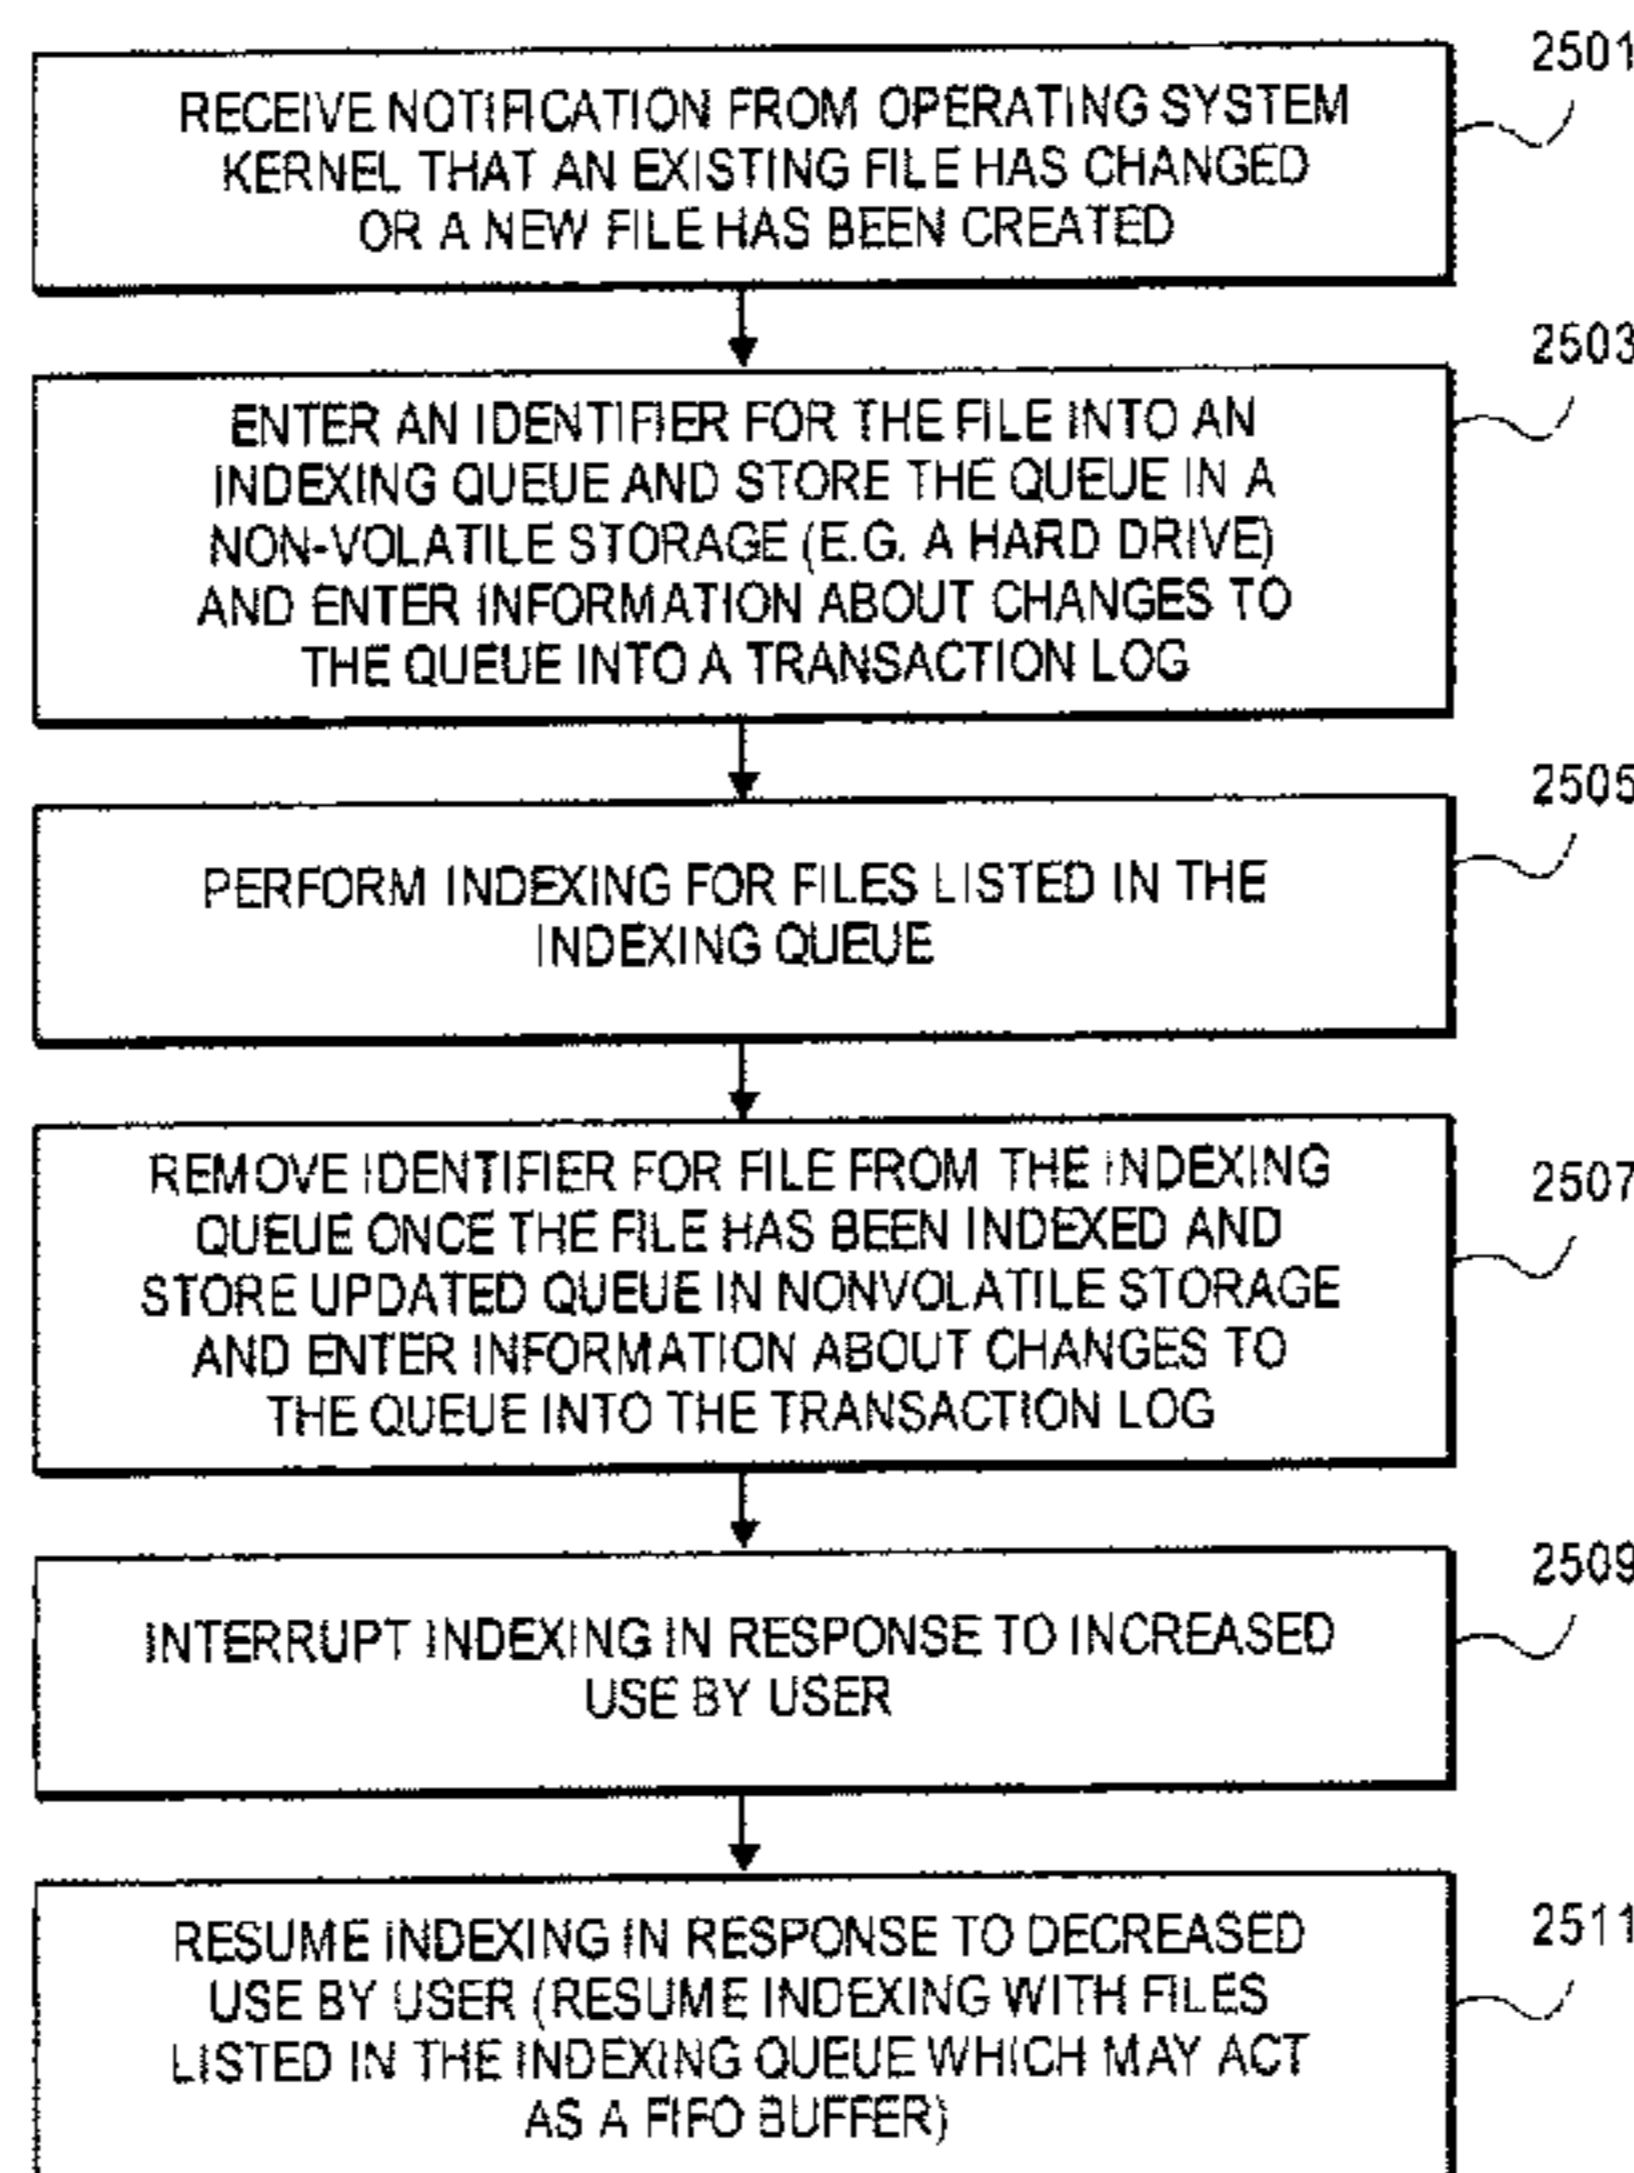 2501
RECEIVE NOTIFICATION FROM OPERATING SYSTEM
KERNEL THAT AN EXISTING FILE HAS CHANGED
OR A NEW FILE HAS BEEN CREATED
2503
ENTER AN IDENTIFIER FOR THE FILE INTO AN
INDEXING QUEUE AND STORE THE QUEUE IN A
NON-VOLATILE STORAGE (E.G. A HARD DRIVE)
AND ENTER INFORMATION ABOUT CHANGES TO
THE QUEUE INTO A TRANSACTION LOG
2505
PERFORM INDEXING FOR FILES LISTED IN THE
INDEXING QUEUE
2507
REMOVE IDENTIFIER FOR FILE FROM THE INDEXING
QUEUE ONCE THE FILE HAS BEEN INDEXED AND
STORE UPDATED QUEUE IN NONVOLATILE STORAGE
AND ENTER INFORMATION ABOUT CHANGES TO
THE QUEUE INTO THE TRANSACTION LOG
2509
INTERRUPT INDEXING IN RESPONSE TO INCREASED
USE BY USER
2511
RESUME INDEXING IN RESPONSE TO DECREASED
USE BY USER (RESUME INDEXING WITH FILES
LISTED IN THE INDEXING QUEUE WHICH MAY ACT
AS A FIFO BUFFER)